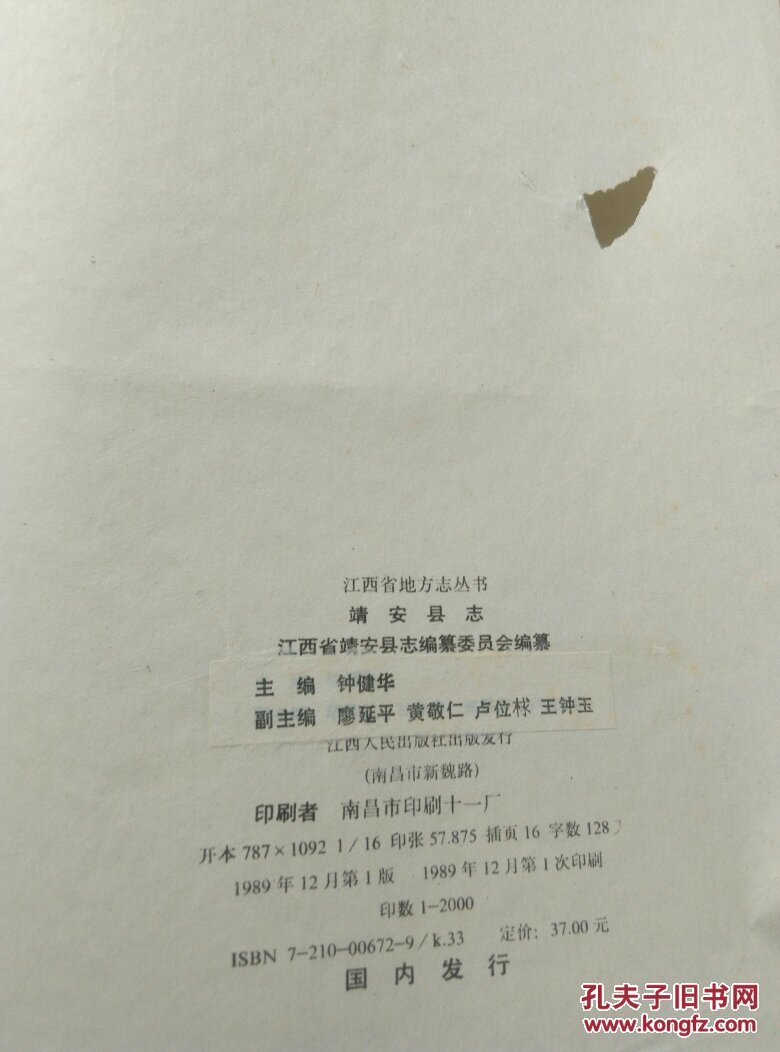 江西省地方志丛书
靖安县志
江西省靖安县志编纂委员会编纂
主 编 钟健华
副主编 廖延平 黄敬仁 卢位材 王钟玉
江西人民出版社出版发行
(南昌市新魏路)
印刷者 南昌市印刷十一厂
开本 787×1092 1/16 印张 57.875 插页 16 字数 128
1989 年 12 月第 1 版 1989 年 12 月第 1 次印刷
印数 1-2000
ISBN 7-210-00672-9/k.33 定价: 37.00 元
国内发行
孔夫子旧书网
www.kongfz.com